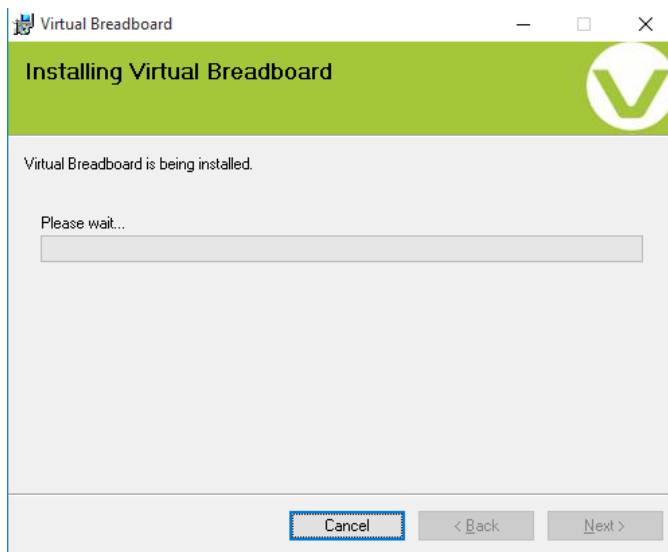 Virtual Breadboard
Installing Virtual Breadboard
Virtual Breadboard is being installed.
Please wait...
Cancel
< Back
Next >